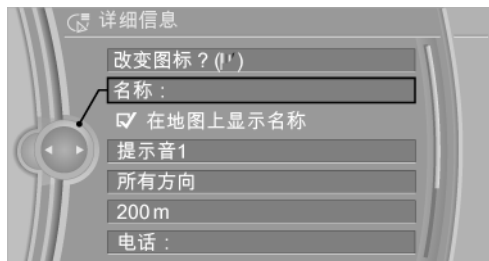 详细信息
改变图标？( )
名称：
在地图上显示名称
提示音1
所有方向
200 m
电话：